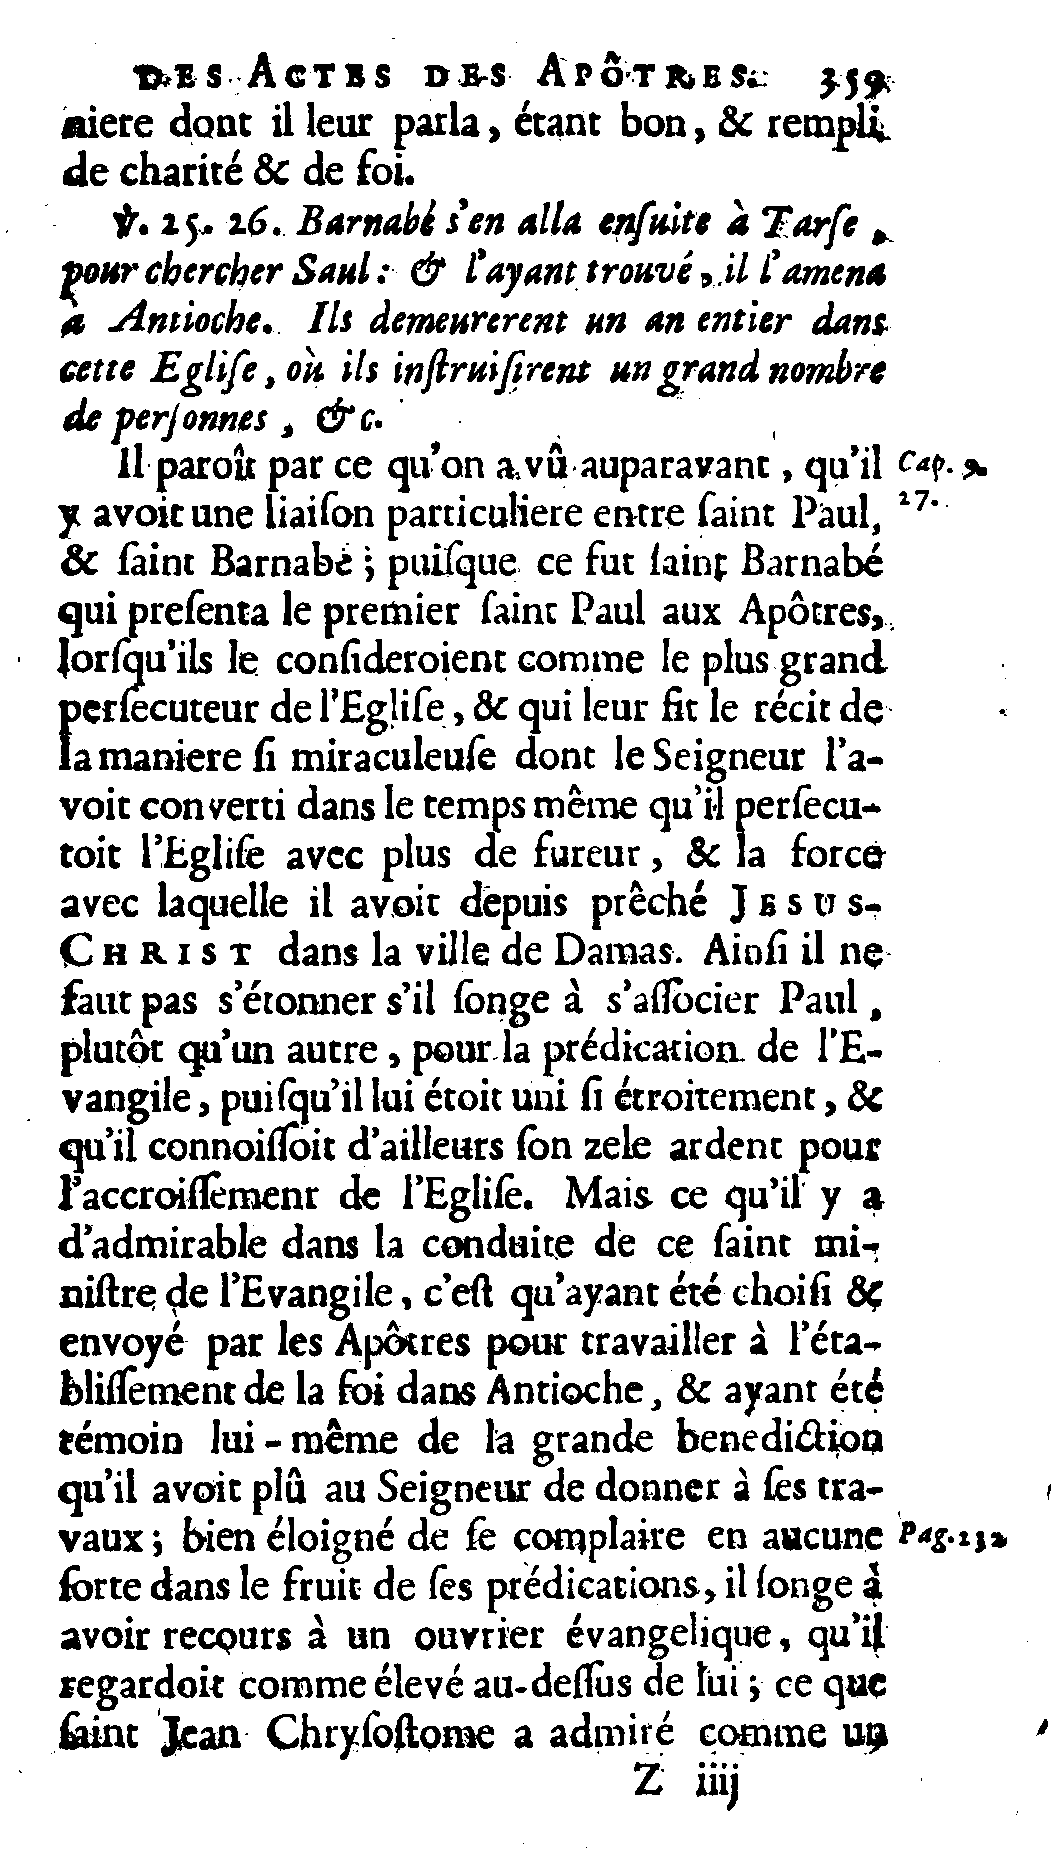 DES ACTES DES APÔTRES. 359
niere dont il leur parla, étant bon, & rempli
de charité & de foi.
℣. 25. 26. Barnabé s'en alla enſuite à Tarſe,
pour chercher Saul: & l'ayant trouvé, il l'amena
à Antioche. Ils demeurerent un an entier dans
cette Egliſe, où ils inſtruiſirent un grand nombre
de perſonnes, &c.
Il paroît par ce qu'on a vû auparavant, qu'il
Cap. 9.
y avoit une liaiſon particuliere entre ſaint Paul,
27.
& ſaint Barnabé; puiſque ce fut ſaint Barnabé
qui preſenta le premier ſaint Paul aux Apôtres,
lorſqu'ils le conſideroient comme le plus grand
perſecuteur de l'Egliſe, & qui leur fit le récit de
la maniere ſi miraculeuſe dont le Seigneur l'a-
voit converti dans le temps même qu'il perſecu-
toit l'Egliſe avec plus de fureur, & la force
avec laquelle il avoit depuis prêché JESUS-
CHRIST dans la ville de Damas. Ainſi il ne
faut pas s'étonner s'il ſonge à s'aſſocier Paul,
plutôt qu'un autre, pour la prédication de l'E-
vangile, puiſqu'il lui étoit uni ſi étroitement, &
qu'il connoiſſoit d'ailleurs ſon zele ardent pour
l'accroiſſement de l'Egliſe. Mais ce qu'il y a
d'admirable dans la conduite de ce ſaint mi-
niſtre de l'Evangile, c'eſt qu'ayant été choiſi &
envoyé par les Apôtres pour travailler à l'éta-
bliſſement de la foi dans Antioche, & ayant été
témoin lui-même de la grande benediction
qu'il avoit plû au Seigneur de donner à ſes tra-
vaux; bien éloigné de ſe complaire en aucune
Pag. 232
ſorte dans le fruit de ſes prédications, il ſonge à
avoir recours à un ouvrier évangelique, qu'il
regardoit comme élevé au-deſſus de lui; ce que
ſaint Jean Chryſoſtome a admiré comme un
Z iiij